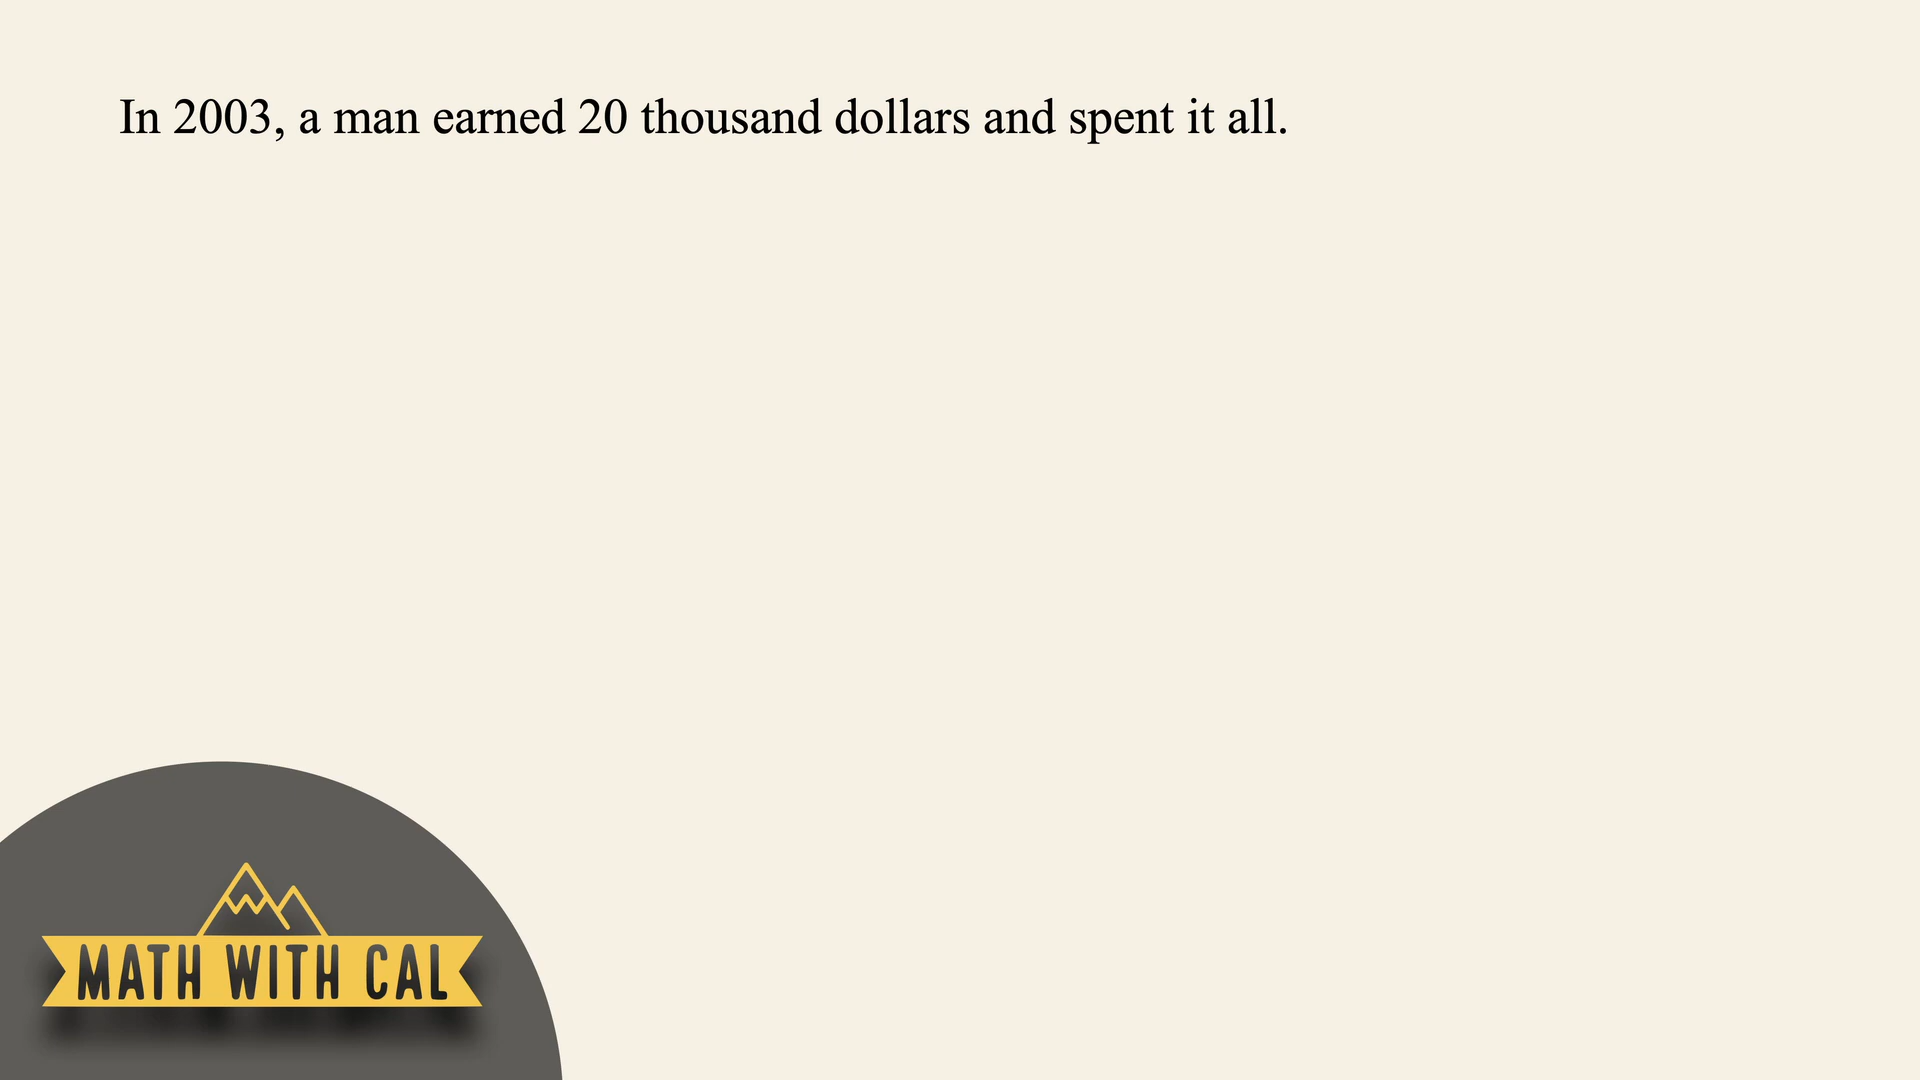 In 2003, a man earned 20 thousand dollars and spent it all.
MATH WITH CAL